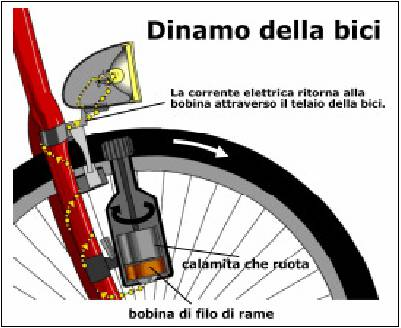 Dinamo della bici
La corrente elettrica ritorna alla
bobina attraverso il telaio della bici.
calamita che ruota
bobina di filo di rame